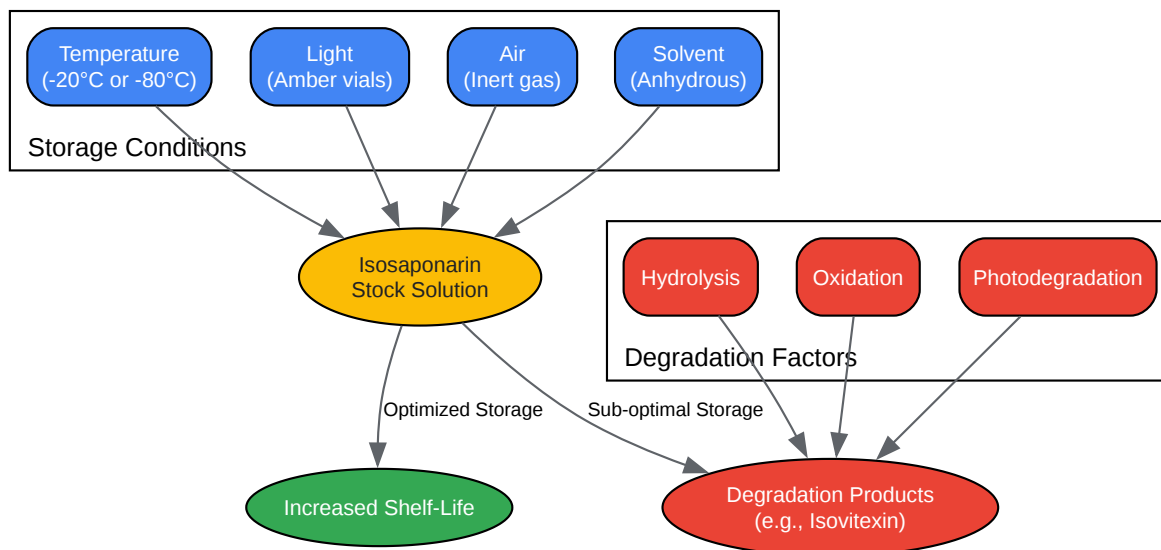 Temperature
(-20°C or -80°C)
Light
(Amber vials)
Air
(Inert gas)
Solvent
(Anhydrous)
Storage Conditions
Isosaponarin
Stock Solution
Hydrolysis
Oxidation
Photodegradation
Degradation Factors
Optimized Storage
Sub-optimal Storage
Increased Shelf-Life
Degradation Products
(e.g., Isovitexin)